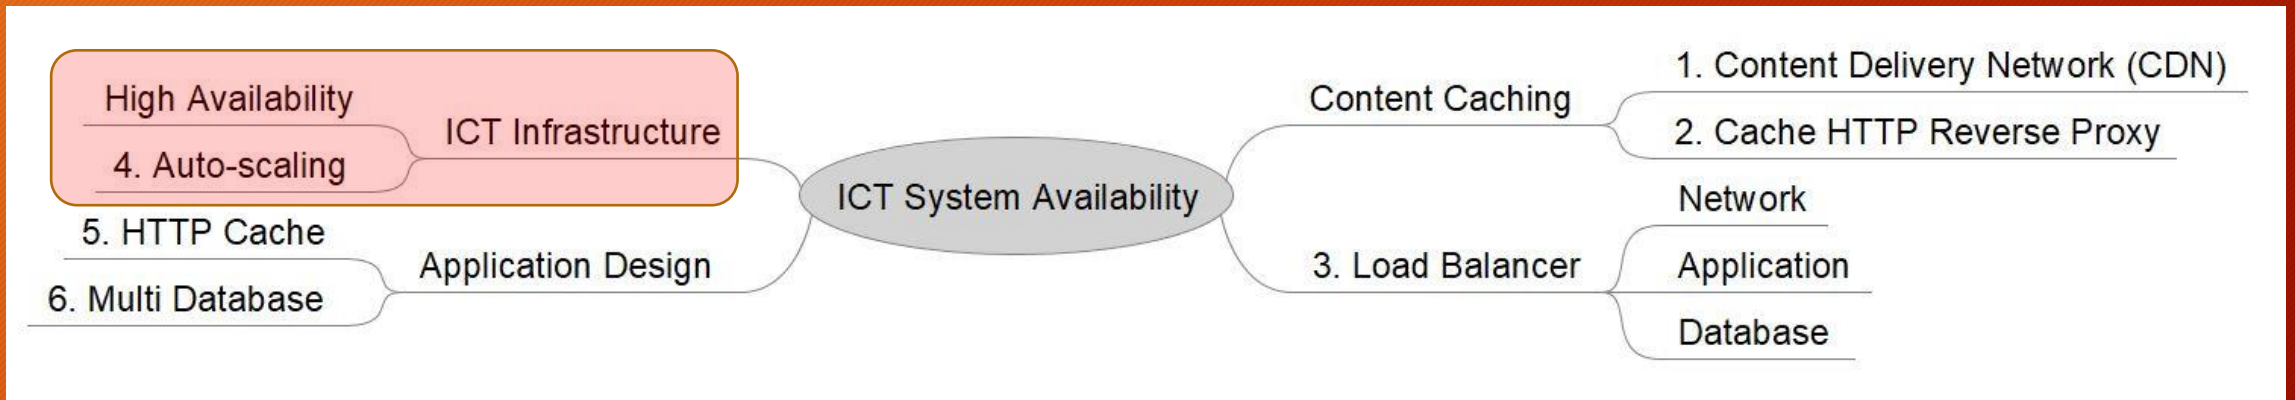 High Availability
ICT Infrastructure
4. Auto-scaling
5. HTTP Cache
Application Design
6. Multi Database
ICT System Availability
Content Caching
1. Content Delivery Network (CDN)
2. Cache HTTP Reverse Proxy
3. Load Balancer
Network
Application
Database